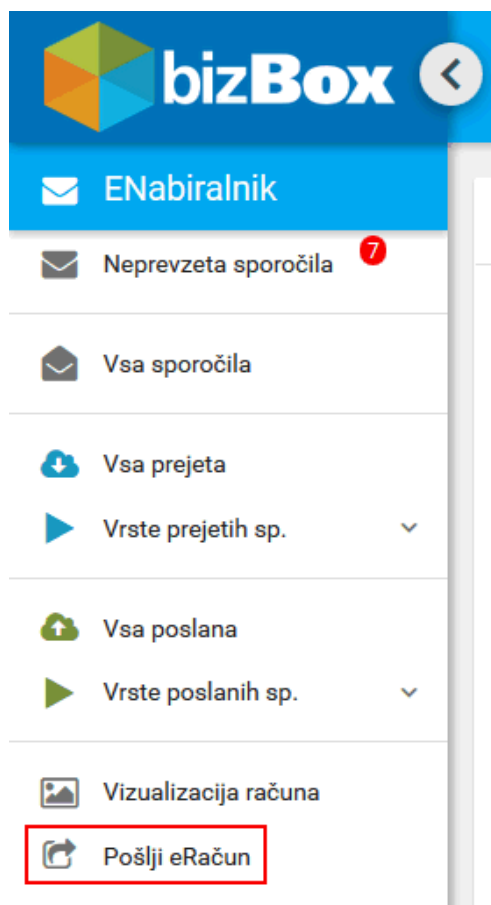 bizBox
ENabiralnik
Neprevzeta sporočila 7
Vsa sporočila
Vsa prejeta
Vrste prejetih sp.
Vsa poslana
Vrste poslanih sp.
Vizualizacija računa
Pošlji eRačun